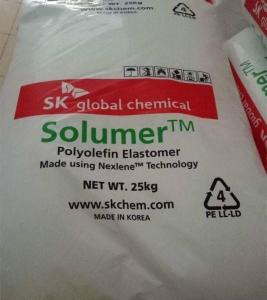 SK global chemical
Solumer™
Polyolefin Elastomer
Made using Nexlene™ Technology
NET WT. 25kg
www.skchem.com
MADE IN KOREA
4
PE LL-LD